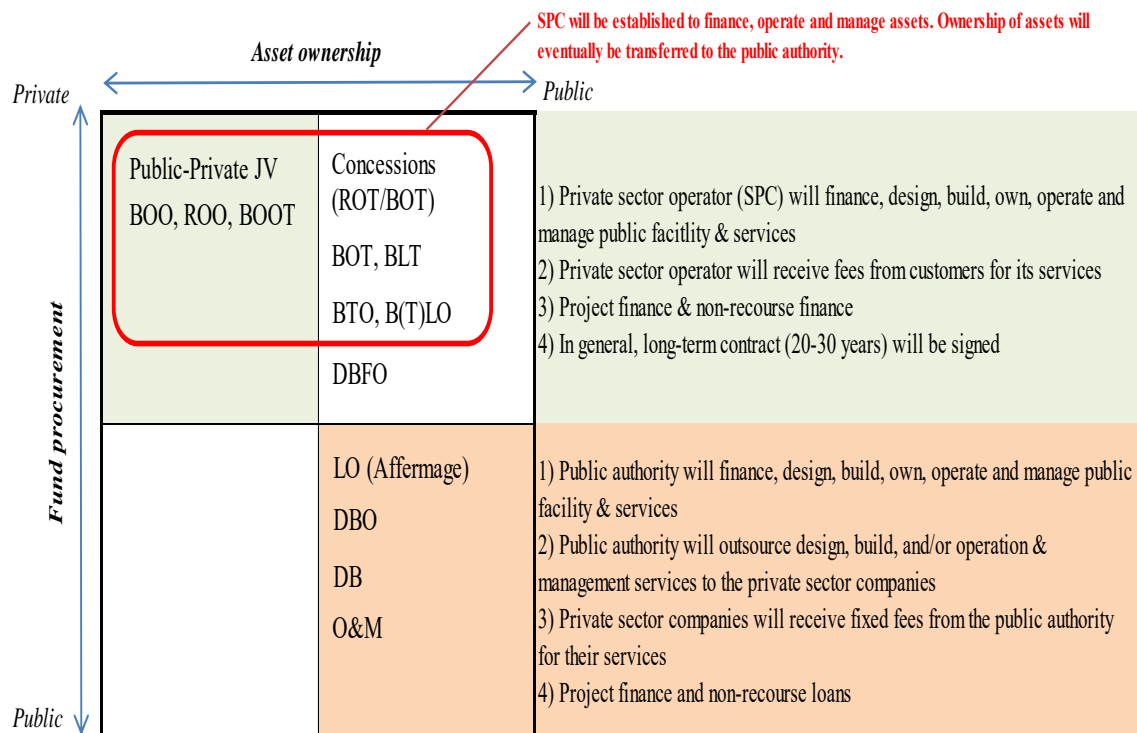 SPC will be established to finance, operate and manage assets. Ownership of assets will
eventually be transferred to the public authority.
Asset ownership
Private
Public
Fund procurement
Public-Private JV
BOO, ROO, BOOT
Concessions
(ROT/BOT)
BOT, BLT
BTO, B(T)LO
DBFO
1) Private sector operator (SPC) will finance, design, build, own, operate and
manage public facitlity & services
2) Private sector operator will receive fees from customers for its services
3) Project finance & non-recourse finance
4) In general, long-term contract (20-30 years) will be signed
LO (Affermage)
DBO
DB
O&M
1) Public authority will finance, design, build, own, operate and manage public
facility & services
2) Public authority will outsource design, build, and/or operation &
management services to the private sector companies
3) Private sector companies will receive fixed fees from the public authority
for their services
4) Project finance and non-recourse loans
Public